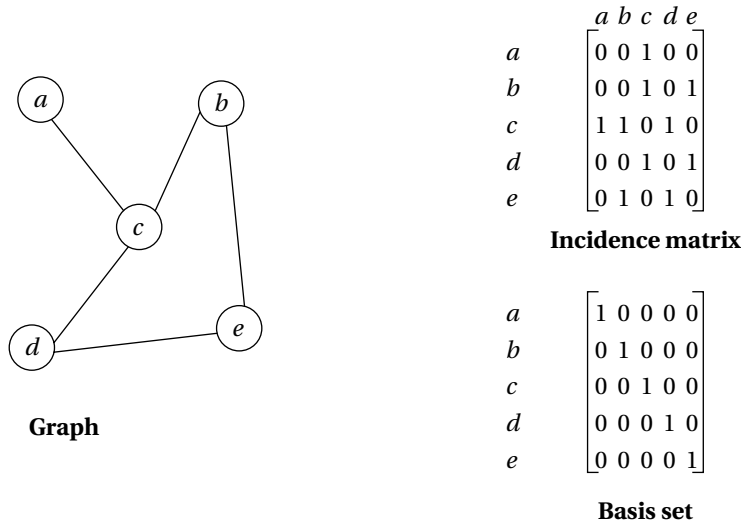 a
b
c
d
e
Graph
a b c d e
a 0 0 1 0 0
b 0 0 1 0 1
c 1 1 0 1 0
d 0 0 1 0 1
e 0 1 0 1 0
Incidence matrix
a 1 0 0 0 0
b 0 1 0 0 0
c 0 0 1 0 0
d 0 0 0 1 0
e 0 0 0 0 1
Basis set